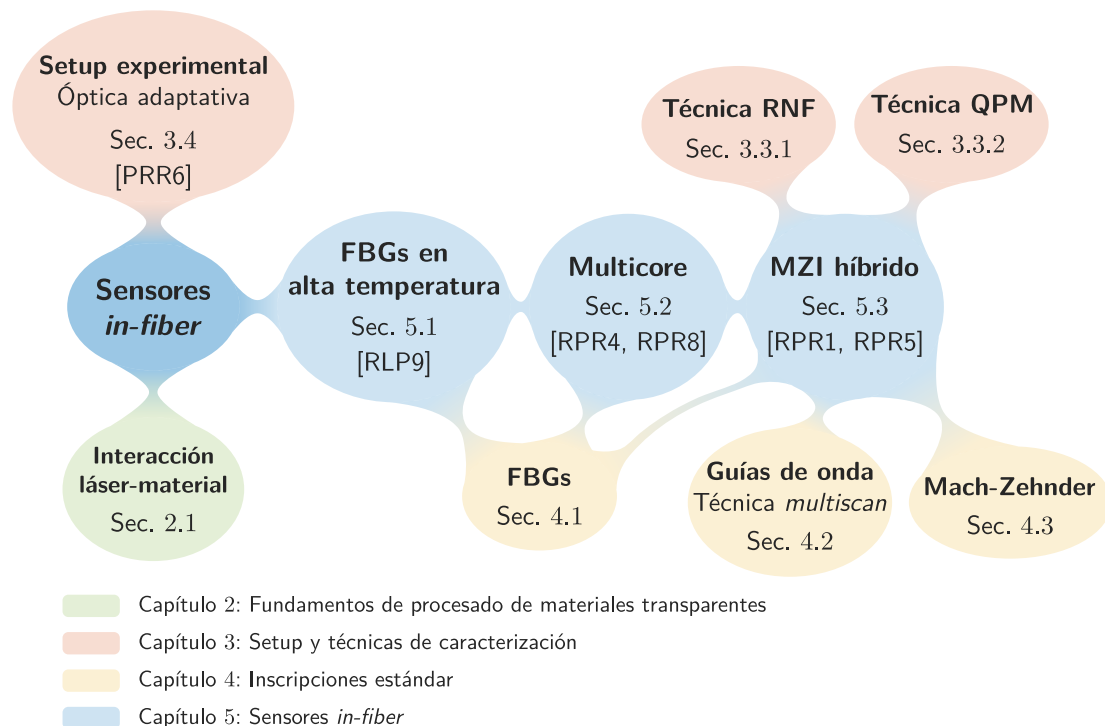 Setup experimental
Óptica adaptativa
Sec. 3.4
[PRR6]
Técnica RNF
Sec. 3.3.1
Técnica QPM
Sec. 3.3.2
Sensores
in-fiber
FBGs en
alta temperatura
Sec. 5.1
[RLP9]
Multicore
Sec. 5.2
[RPR4, RPR8]
MZI híbrido
Sec. 5.3
[RPR1, RPR5]
Interacción
láser-material
Sec. 2.1
FBGs
Sec. 4.1
Guías de onda
Técnica multiscan
Sec. 4.2
Mach-Zehnder
Sec. 4.3
Capítulo 2: Fundamentos de procesado de materiales transparentes
Capítulo 3: Setup y técnicas de caracterización
Capítulo 4: Inscripciones estándar
Capítulo 5: Sensores in-fiber